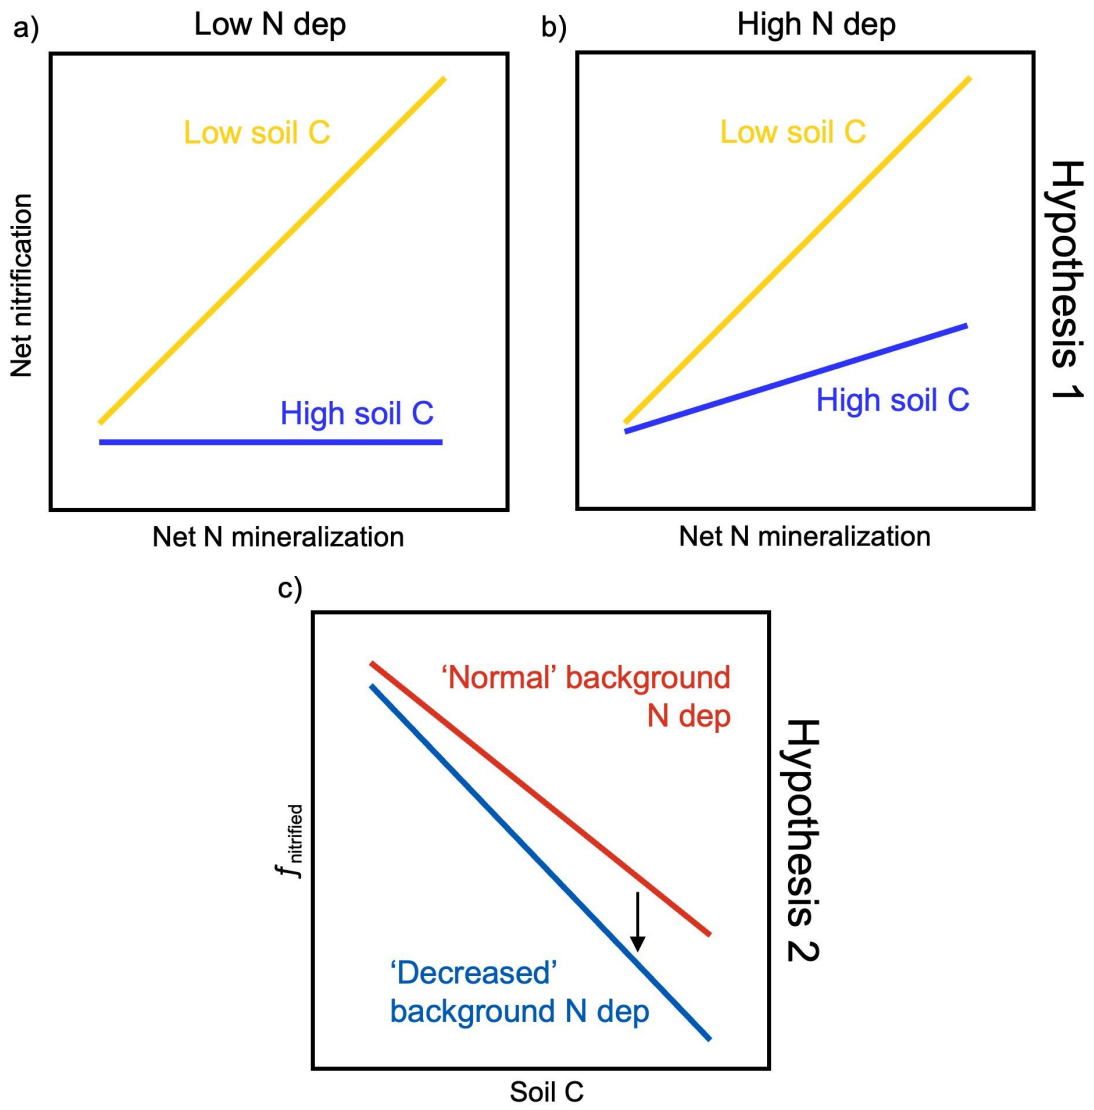 a)
Low N dep
b)
High N dep
Low soil C
Low soil C
Net nitrification
High soil C
High soil C
Hypothesis 1
Net N mineralization
Net N mineralization
c)
‘Normal’ background
N dep
f nitrified
‘Decreased’
background N dep
Hypothesis 2
Soil C